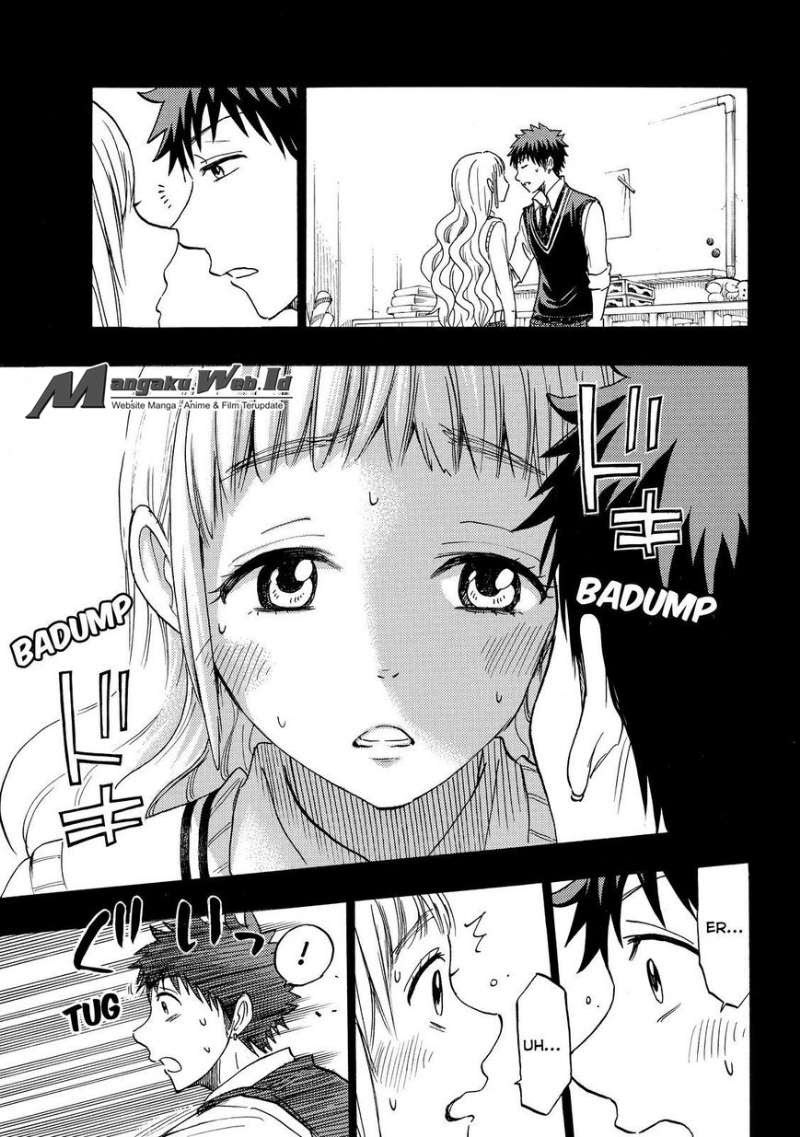 Mangaku.Web.Id
Website Manga - Anime & Film Terupdate
ドキ
BADUMP
BADUMP
ドキ
ER...
UH...
ぐいっ
!
TUG